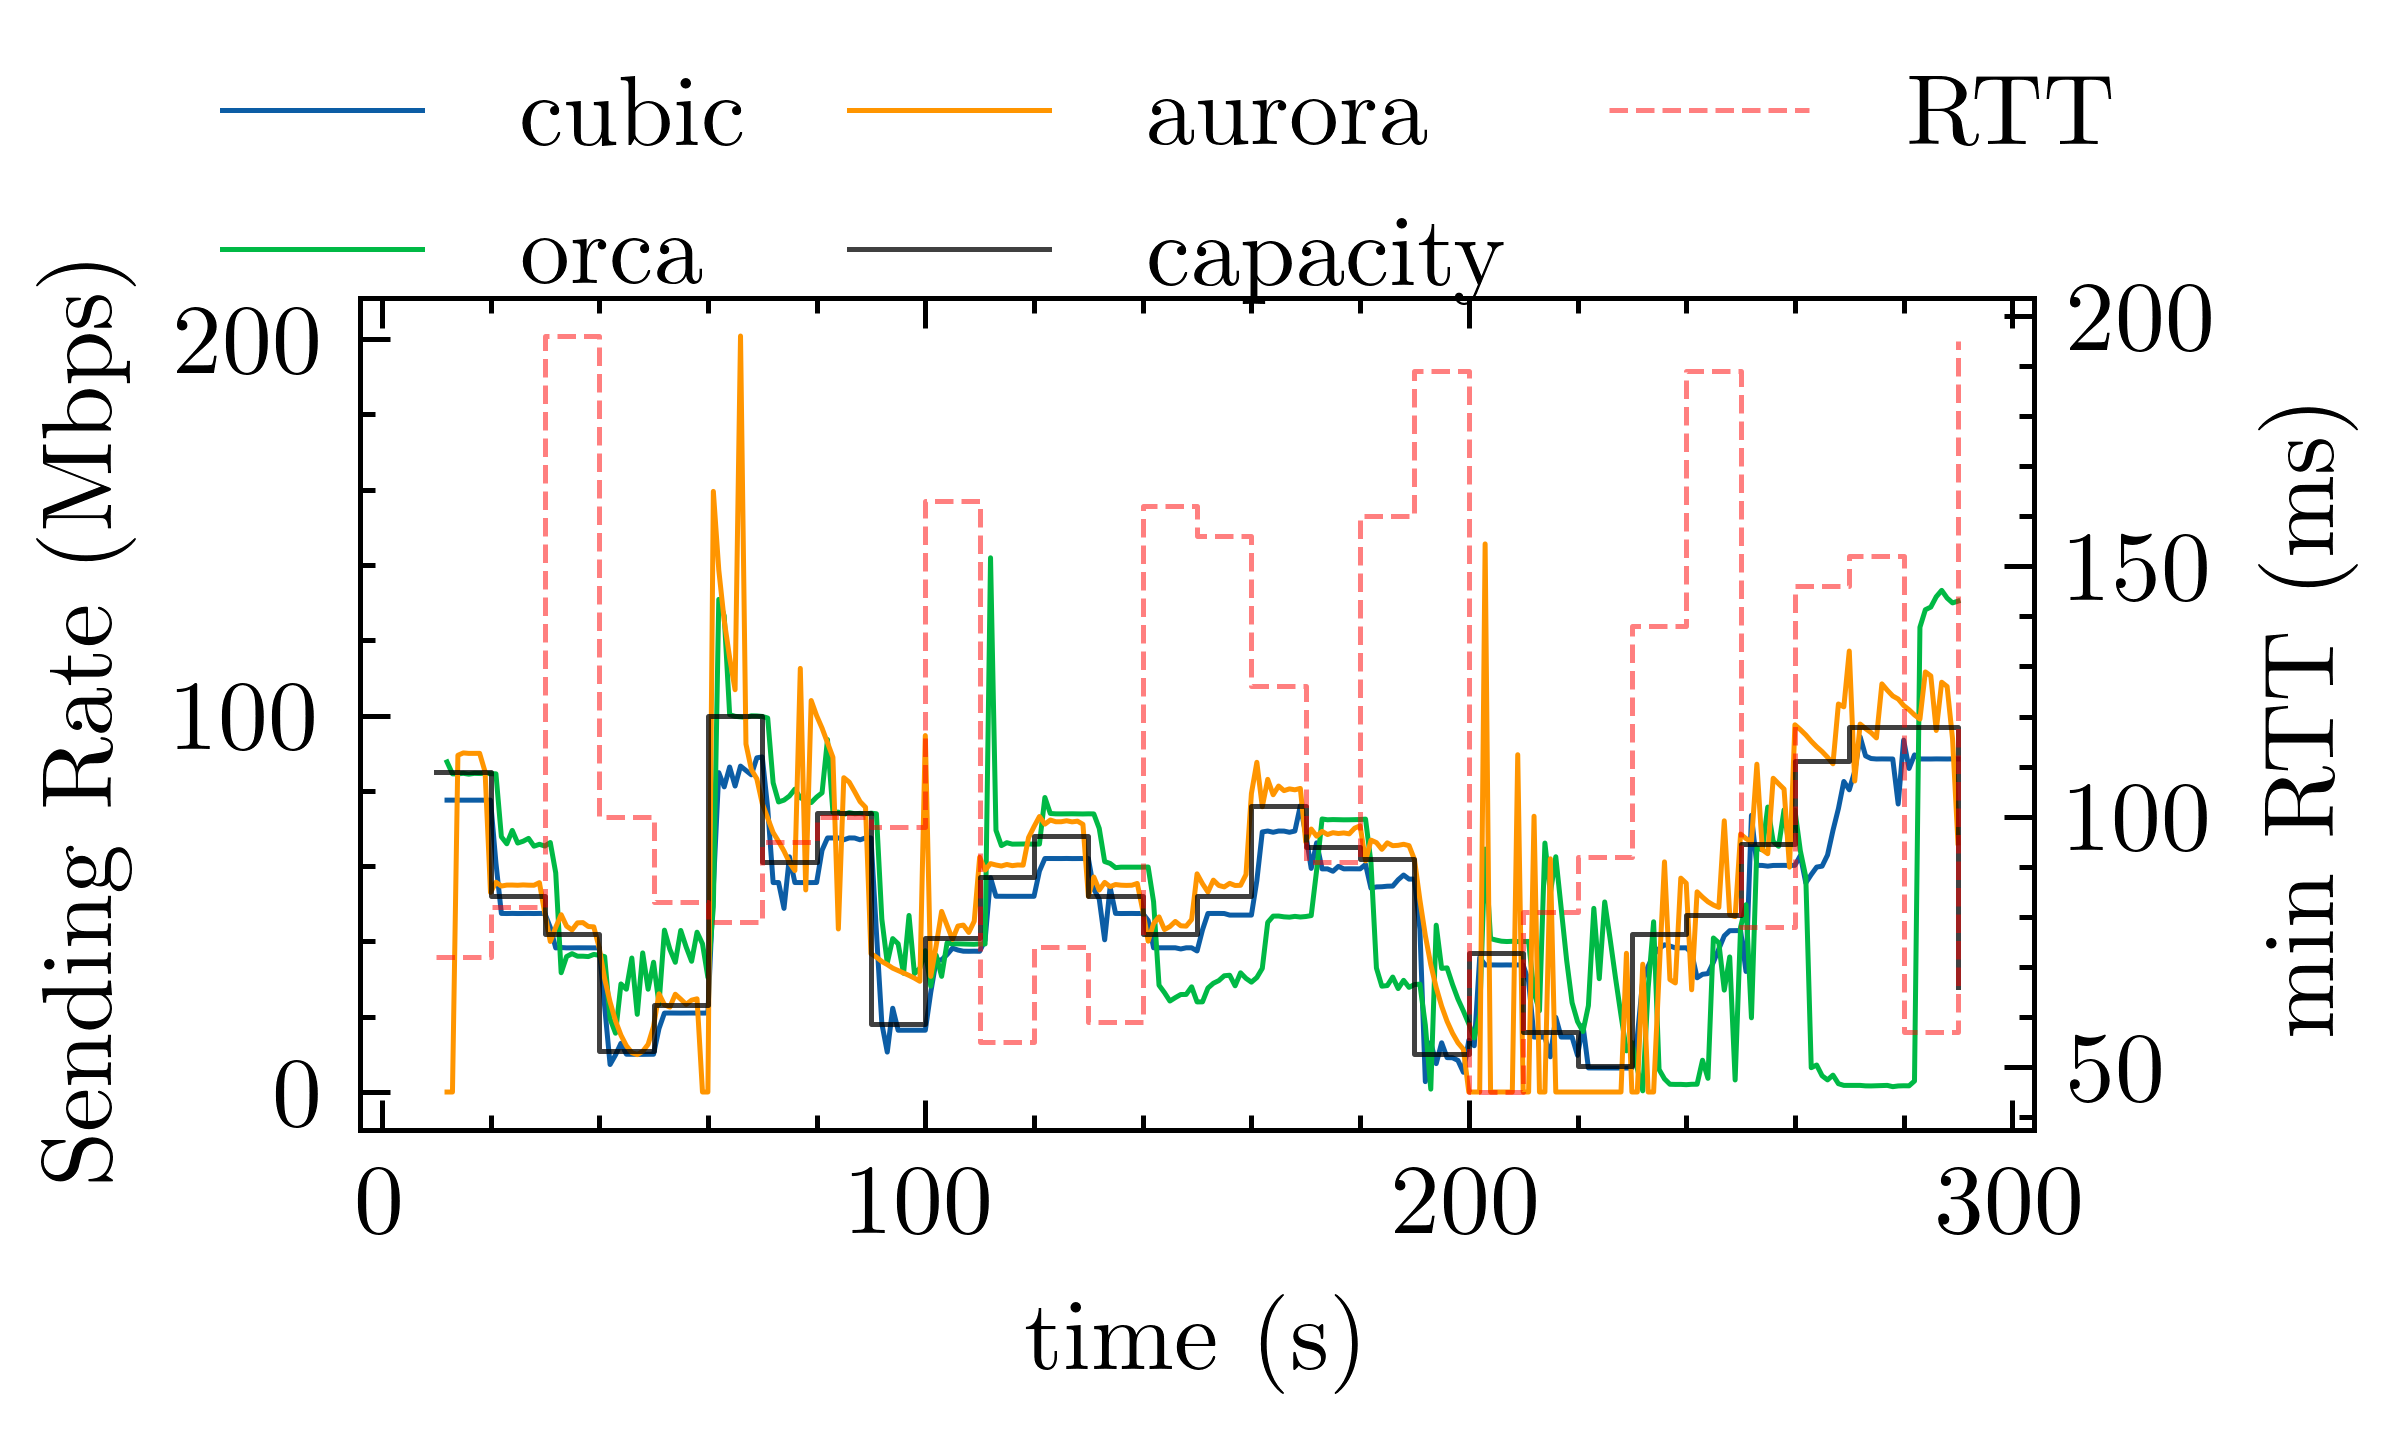 cubic
aurora
RTT
orca
capacity
Sending Rate (Mbps)
200
100
0
200
150
100
50
min RTT (ms)
0
100
200
300
time (s)